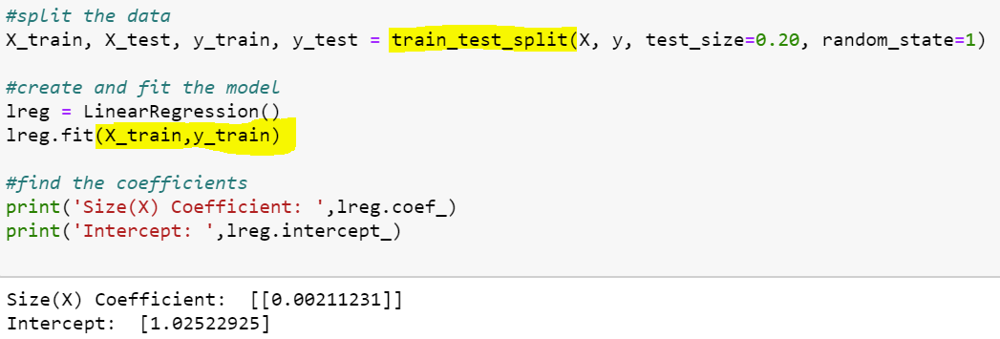 #split the data
X_train, X_test, y_train, y_test = train_test_split(X, y, test_size=0.20, random_state=1)
#create and fit the model
lreg = LinearRegression()
lreg.fit(X_train,y_train)
#find the coefficients
print('Size(X) Coefficient: ',lreg.coef_)
print('Intercept: ',lreg.intercept_)
Size(X) Coefficient:  [[0.00211231]]
Intercept:  [1.02522925]